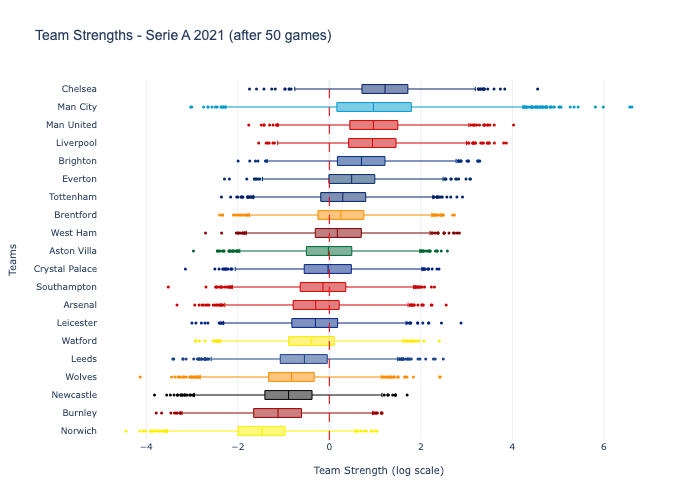 Team Strengths - Serie A 2021 (after 50 games)
Chelsea
Man City
Man United
Liverpool
Brighton
Everton
Tottenham
Brentford
West Ham
Aston Villa
Crystal Palace
Southampton
Arsenal
Leicester
Watford
Leeds
Wolves
Newcastle
Burnley
Norwich
Teams
−4
−2
0
2
4
6
Team Strength (log scale)